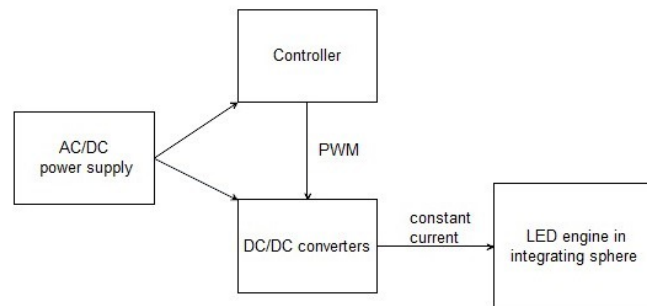 Controller
AC/DC
power supply
PWM
DC/DC converters
constant
current
LED engine in
integrating sphere